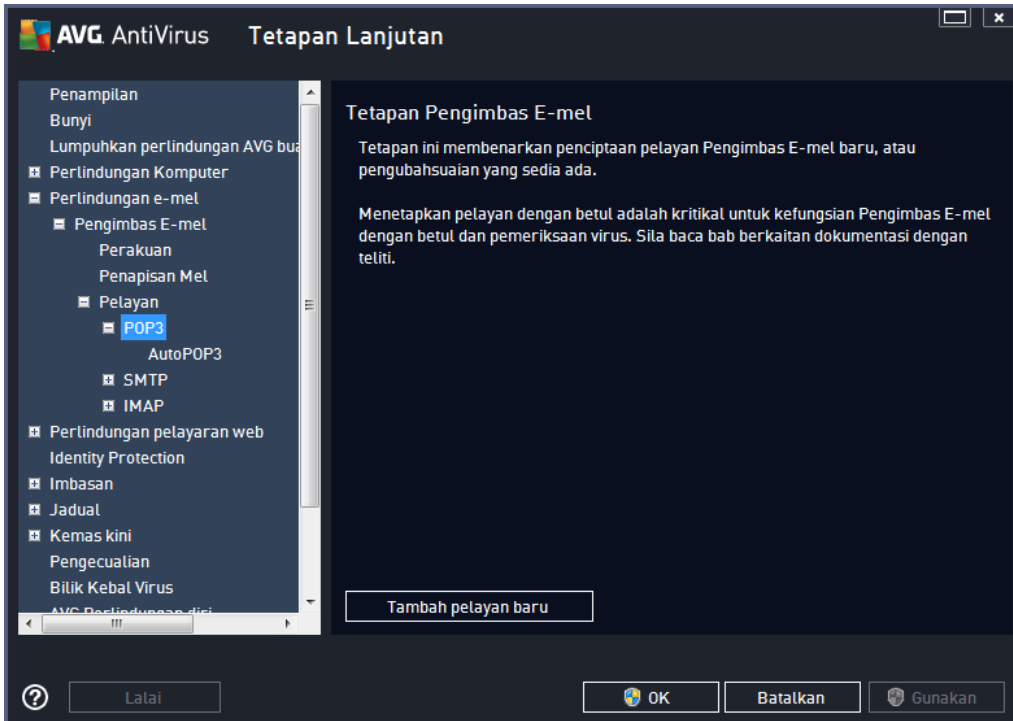 AVG. AntiVirus Tetapan Lanjutan
Penampilan
Bunyi
Lumpuhkan perlindungan AVG bua
Perlindungan Komputer
Perlindungan e-mel
Pengimbas E-mel
Perakuan
Penapisan Mel
Pelayan
POP3
AutoPOP3
SMTP
IMAP
Perlindungan pelayaran web
Identity Protection
Imbasan
Jadual
Kemas kini
Pengecualian
Bilik Kebal Virus
AVG Perlindungan diri
Tetapan Pengimbas E-mel
Tetapan ini membenarkan penciptaan pelayan Pengimbas E-mel baru, atau
pengubahsuaian yang sedia ada.
Menetapkan pelayan dengan betul adalah kritikal untuk kefungsian Pengimbas E-mel
dengan betul dan pemeriksaan virus. Sila baca bab berkaitan dokumentasi dengan
teliti.
Tambah pelayan baru
Lalai
OK
Batalkan
Gunakan